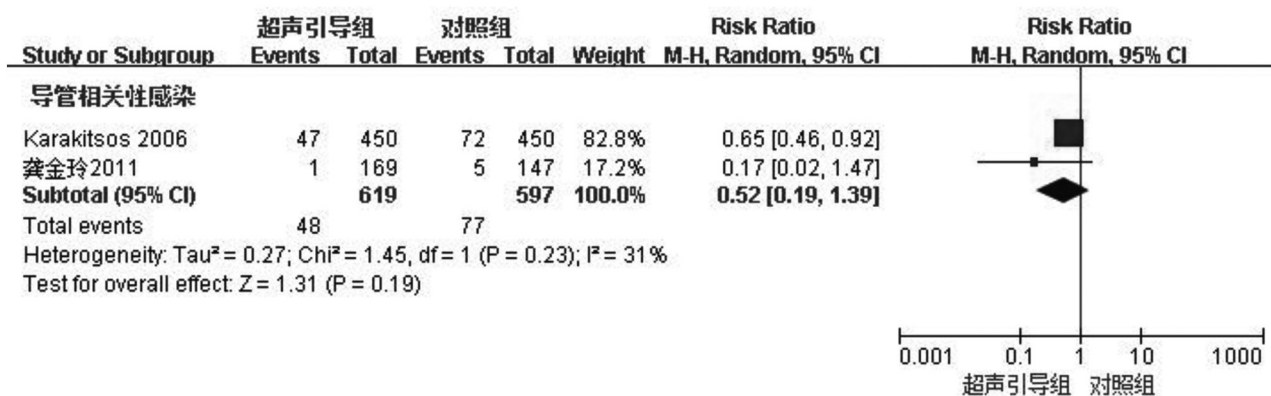 超声引导组 对照组 Risk Ratio Risk Ratio
Study or Subgroup Events Total Events Total Weight M-H, Random, 95% CI M-H, Random, 95% CI
导管相关性感染
Karakitsos 2006 47 450 72 450 82.8% 0.65 [0.46, 0.92]
龚金玲2011 1 169 5 147 17.2% 0.17 [0.02, 1.47]
Subtotal (95% CI) 619 597 100.0% 0.52 [0.19, 1.39]
Total events 48 77
Heterogeneity: Tau² = 0.27; Chi² = 1.45, df = 1 (P = 0.23); I² = 31%
Test for overall effect: Z = 1.31 (P = 0.19)
0.001 0.1 1 10 1000
超声引导组 对照组